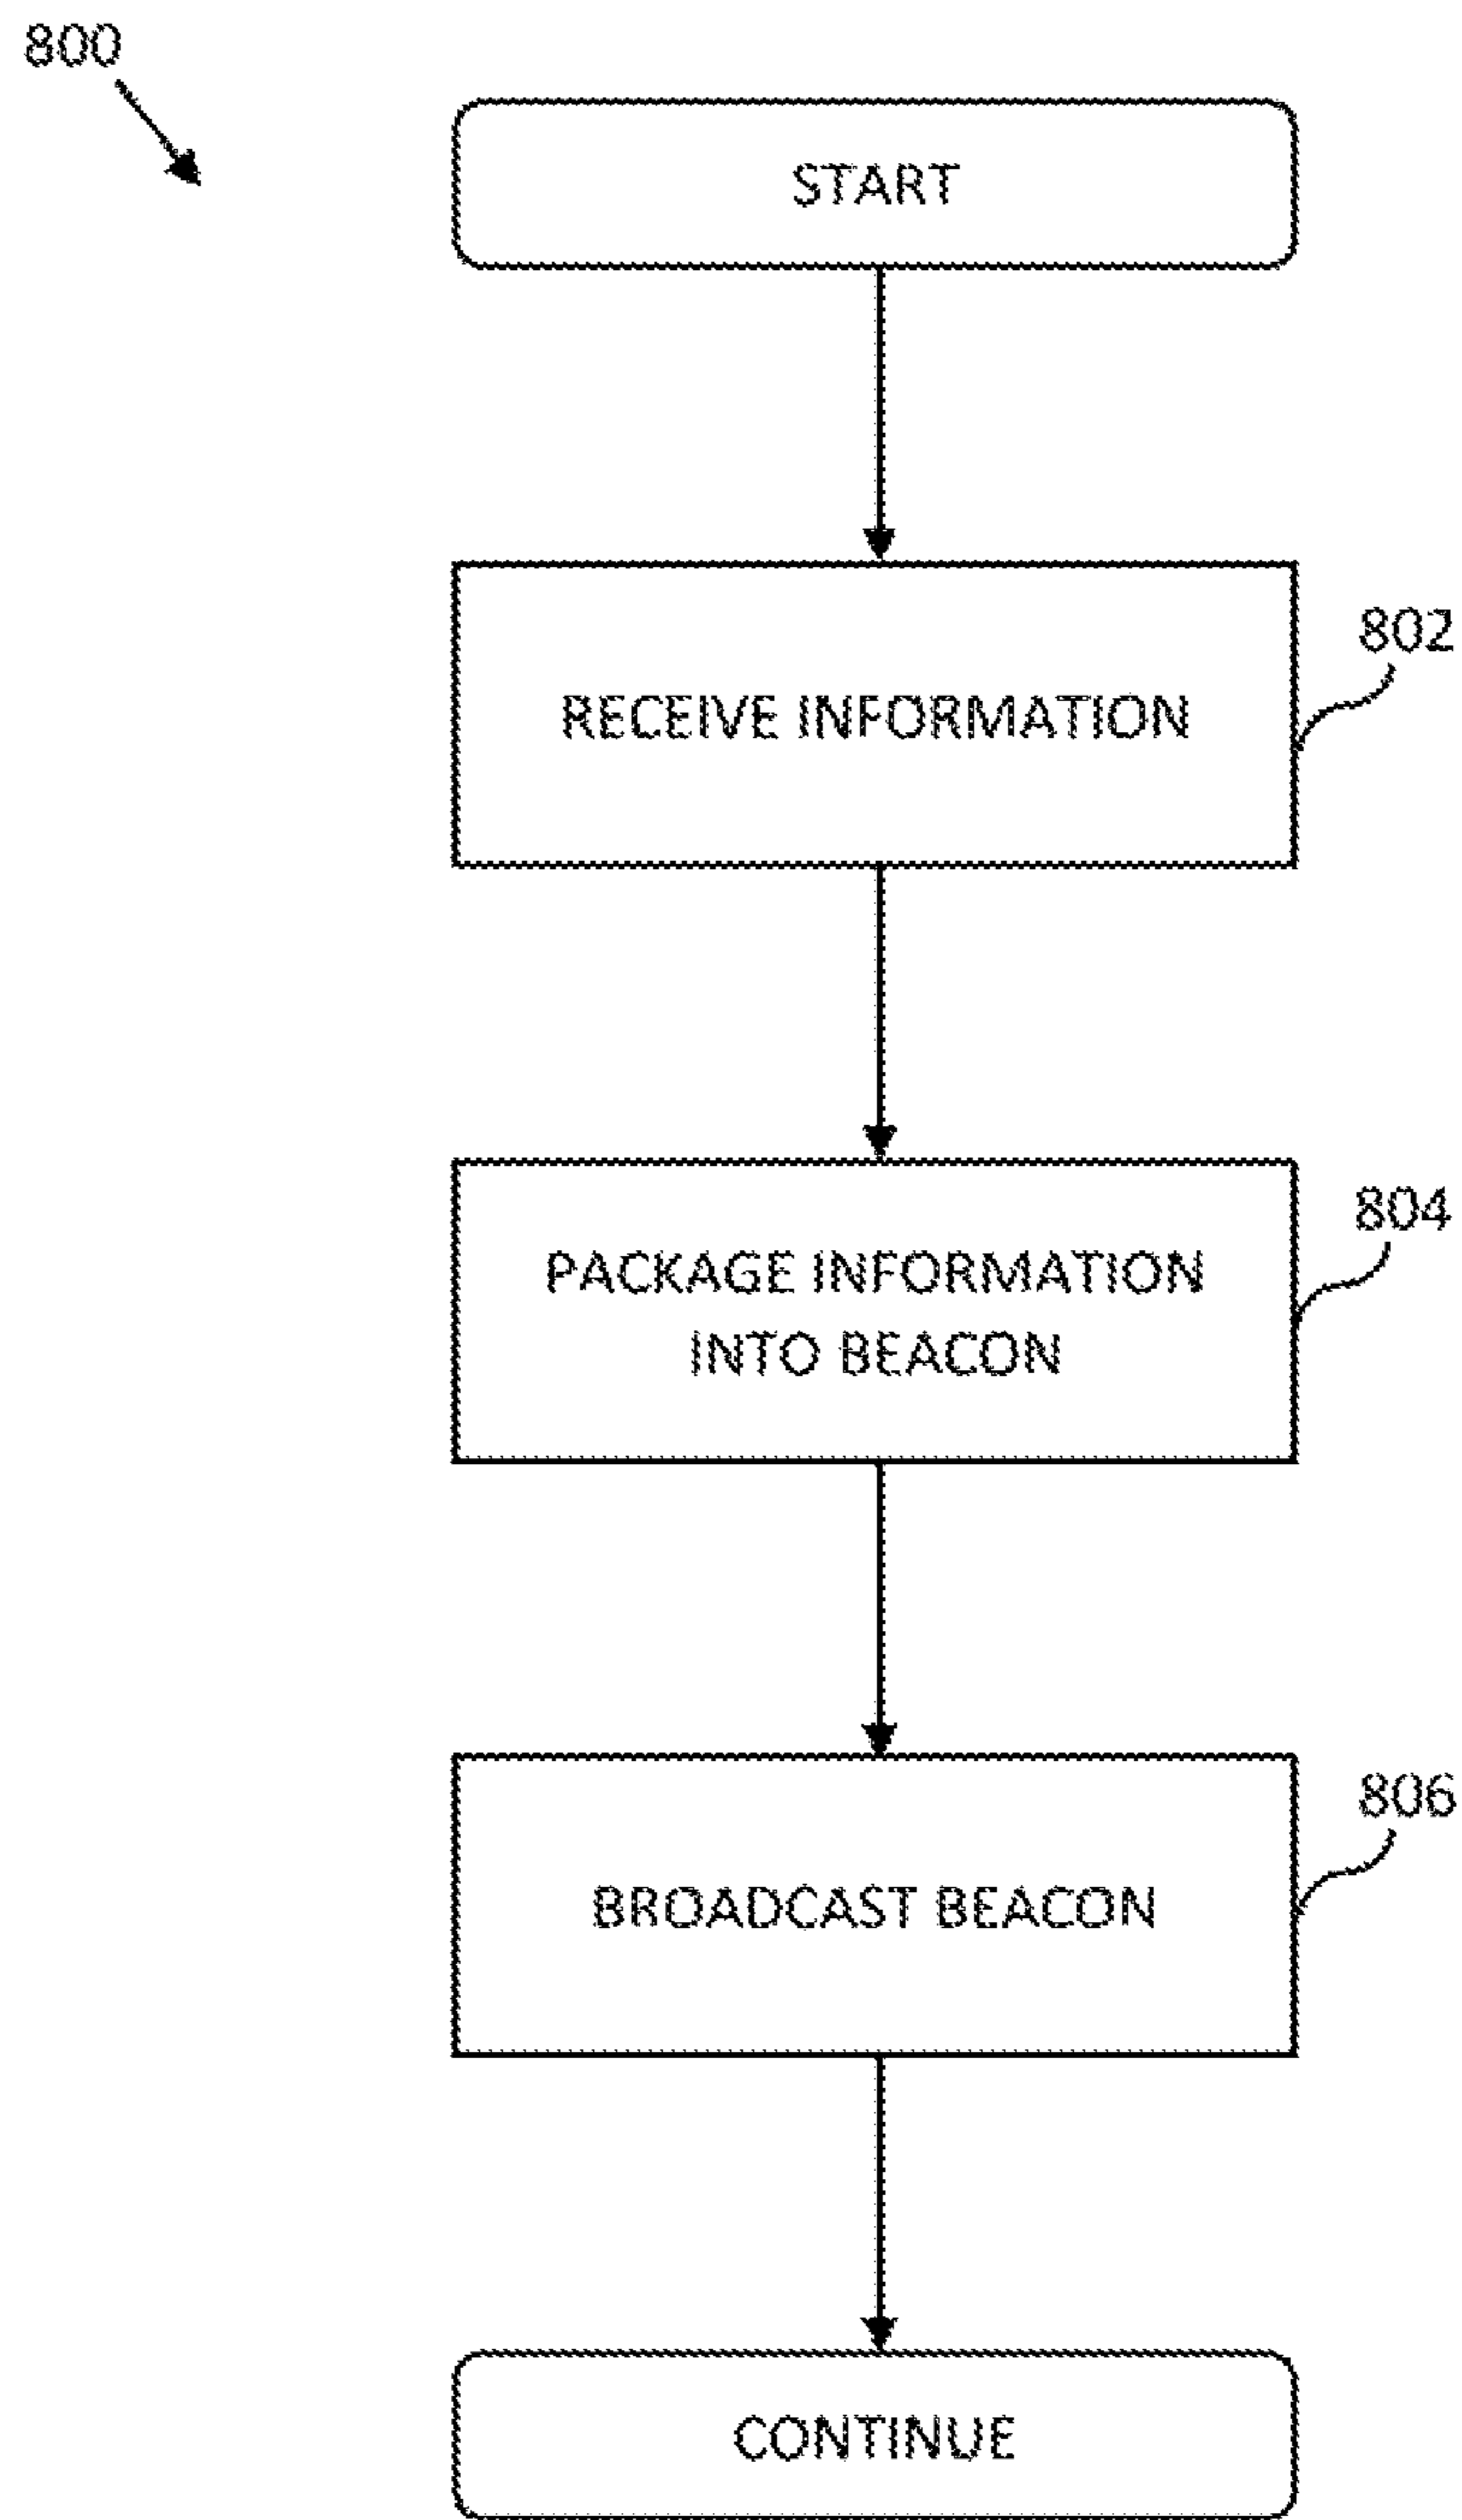 800
START
RECEIVE INFORMATION
802
PACKAGE INFORMATION
INTO BEACON
804
BROADCAST BEACON
806
CONTINUE